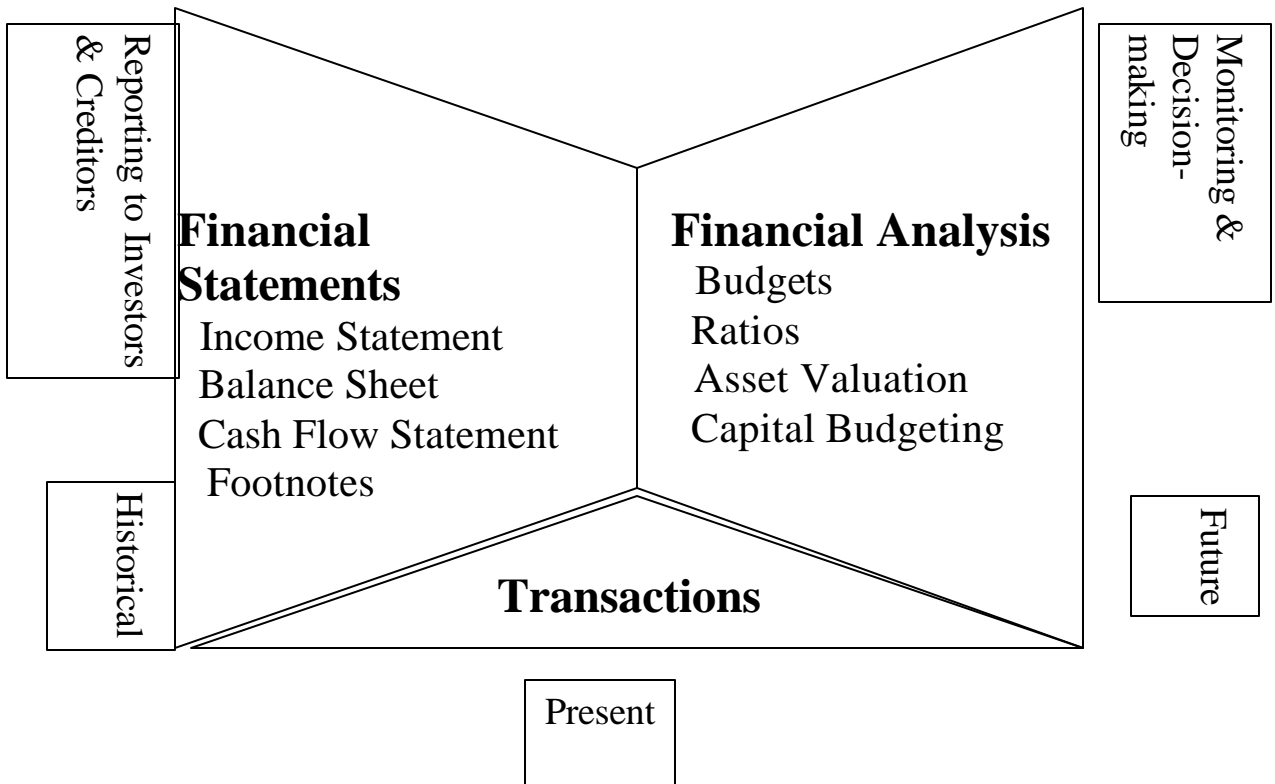 Reporting to Investors
& Creditors
Financial
Statements
Income Statement
Balance Sheet
Cash Flow Statement
Footnotes
Historical
Financial Analysis
Budgets
Ratios
Asset Valuation
Capital Budgeting
Monitoring &
Decision-
making
Future
Transactions
Present